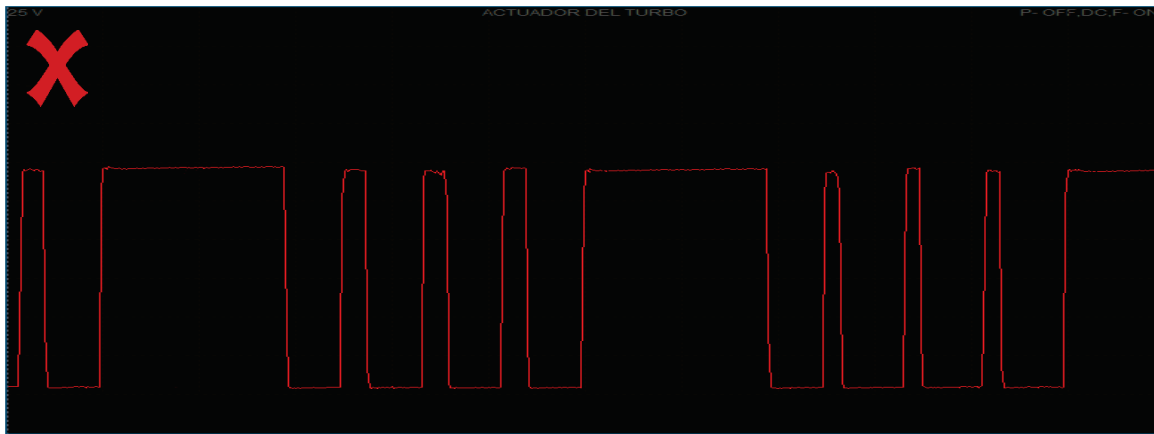 25 V ACTUADOR DEL TURBO P- OFF,DC,F- ON